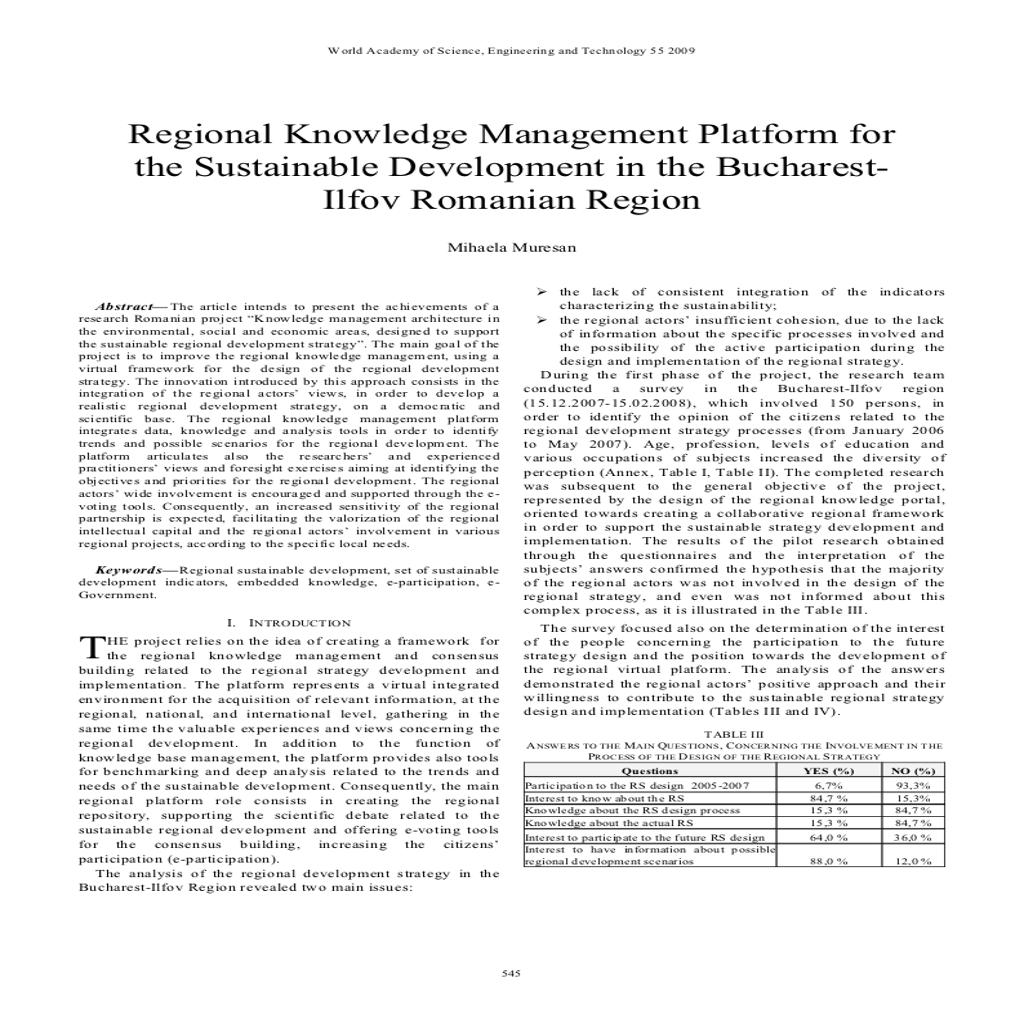 World Academy of Science, Engineering and Technology 55 2009
Regional Knowledge Management Platform for
the Sustainable Development in the Bucharest-
Ilfov Romanian Region
Mihaela Muresan
Abstract—The article intends to present the achievements of a
research Romanian project “Knowledge management architecture in
the environmental, social and economic areas, designed to support
the sustainable regional development strategy”. The main goal of the
project is to improve the regional knowledge management, using a
virtual framework for the design of the regional development
strategy. The innovation introduced by this approach consists in the
integration of the regional actors’ views, in order to develop a
realistic regional development strategy, on a democratic and
scientific base. The regional knowledge management platform
integrates data, knowledge and analysis tools in order to identify
trends and possible scenarios for the regional development. The
platform articulates also the researchers’ and experienced
practitioners’ views and foresight exercises aiming at identifying the
objectives and priorities for the regional development. The regional
actors’ wide involvement is encouraged and supported through the e-
voting tools. Consequently, an increased sensitivity of the regional
partnership is expected, facilitating the valorization of the regional
intellectual capital and the regional actors’ involvement in various
regional projects, according to the specific local needs.
Keywords—Regional sustainable development, set of sustainable
development indicators, embedded knowledge, e-participation, e-
Government.
I. INTRODUCTION
THE project relies on the idea of creating a framework for
the regional knowledge management and consensus
building related to the regional strategy development and
implementation. The platform represents a virtual integrated
environment for the acquisition of relevant information, at the
regional, national, and international level, gathering in the
same time the valuable experiences and views concerning the
regional development. In addition to the function of
knowledge base management, the platform provides also tools
for benchmarking and deep analysis related to the trends and
needs of the sustainable development. Consequently, the main
regional platform role consists in creating the regional
repository, supporting the scientific debate related to the
sustainable regional development and offering e-voting tools
for the consensus building, increasing the citizens’
participation (e-participation).
The analysis of the regional development strategy in the
Bucharest-Ilfov Region revealed two main issues:
➢ the lack of consistent integration of the indicators
characterizing the sustainability;
➢ the regional actors’ insufficient cohesion, due to the lack
of information about the specific processes involved and
the possibility of the active participation during the
design and implementation of the regional strategy.
During the first phase of the project, the research team
conducted a survey in the Bucharest-Ilfov region
(15.12.2007-15.02.2008), which involved 150 persons, in
order to identify the opinion of the citizens related to the
regional development strategy processes (from January 2006
to May 2007). Age, profession, levels of education and
various occupations of subjects increased the diversity of
perception (Annex, Table I, Table II). The completed research
was subsequent to the general objective of the project,
represented by the design of the regional knowledge portal,
oriented towards creating a collaborative regional framework
in order to support the sustainable strategy development and
implementation. The results of the pilot research obtained
through the questionnaires and the interpretation of the
subjects’ answers confirmed the hypothesis that the majority
of the regional actors was not involved in the design of the
regional strategy, and even was not informed about this
complex process, as it is illustrated in the Table III.
The survey focused also on the determination of the interest
of the people concerning the participation to the future
strategy design and the position towards the development of
the regional virtual platform. The analysis of the answers
demonstrated the regional actors’ positive approach and their
willingness to contribute to the sustainable regional strategy
design and implementation (Tables III and IV).
TABLE III
ANSWERS TO THE MAIN QUESTIONS, CONCERNING THE INVOLVEMENT IN THE
PROCESS OF THE DESIGN OF THE REGIONAL STRATEGY
Questions YES (%) NO (%)
Participation to the RS design 2005-2007 6,7% 93,3%
Interest to know about the RS 84,7 % 15,3%
Knowledge about the RS design process 15,3 % 84,7 %
Knowledge about the actual RS 15,3 % 84,7 %
Interest to participate to the future RS design 64,0 % 36,0 %
Interest to have information about possible
regional development scenarios 88,0 % 12,0 %
545